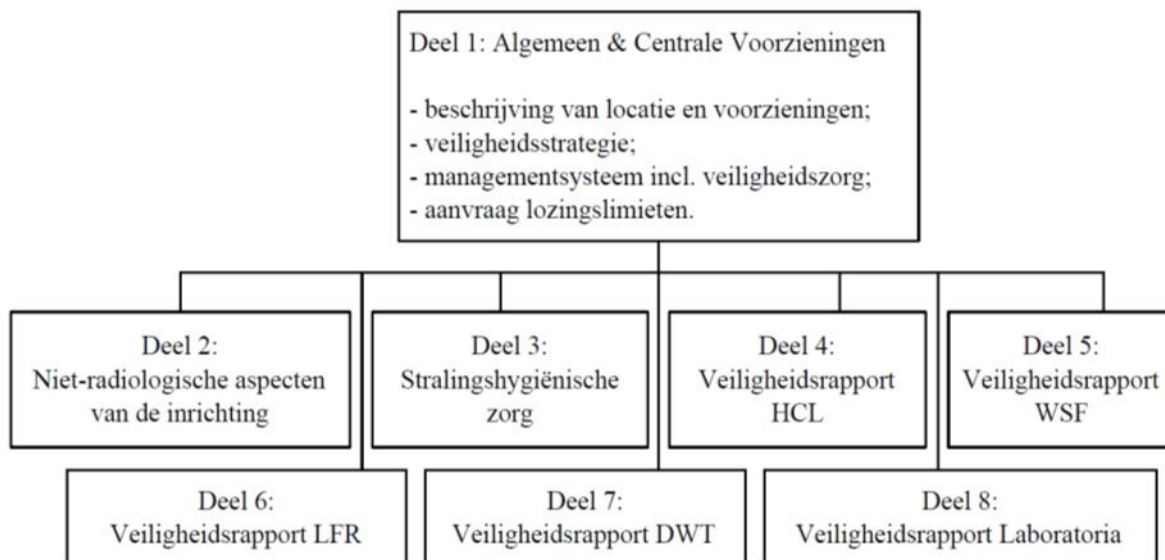 Deel 1: Algemeen & Centrale Voorzieningen
- beschrijving van locatie en voorzieningen;
- veiligheidsstrategie;
- managementsysteem incl. veiligheidszorg;
- aanvraag lozingslimieten.
Deel 2:
Niet-radiologische aspecten
van de inrichting
Deel 3:
Stralingshygiënische
zorg
Deel 4:
Veiligheidsrapport
HCL
Deel 5:
Veiligheidsrapport
WSF
Deel 6:
Veiligheidsrapport LFR
Deel 7:
Veiligheidsrapport DWT
Deel 8:
Veiligheidsrapport Laboratoria